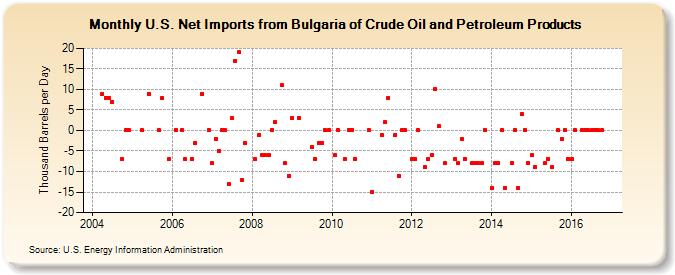 Monthly U.S. Net Imports from Bulgaria of Crude Oil and Petroleum Products
Thousand Barrels per Day
20
15
10
5
0
-5
-10
-15
-20
2004 2006 2008 2010 2012 2014 2016
Source: U.S. Energy Information Administration